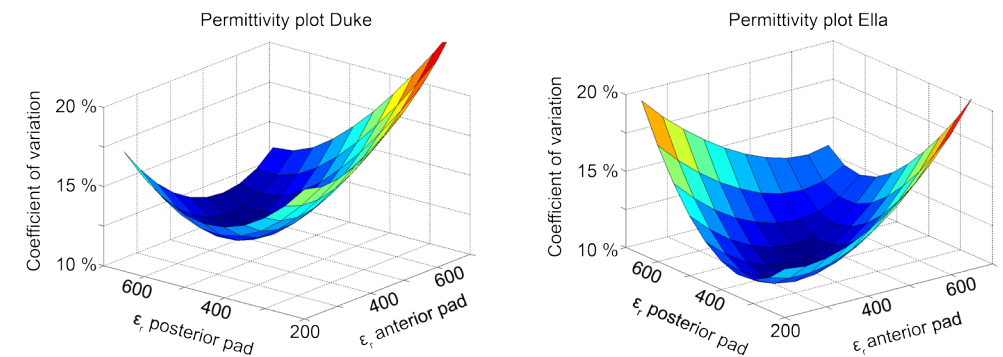 Permittivity plot Duke
Coefficient of variation
20 %
15 %
10 %
600
400
200
εr posterior pad
400
600
εr anterior pad
Permittivity plot Ella
Coefficient of variation
20 %
15 %
10 %
600
400
200
εr posterior pad
400
600
εr anterior pad